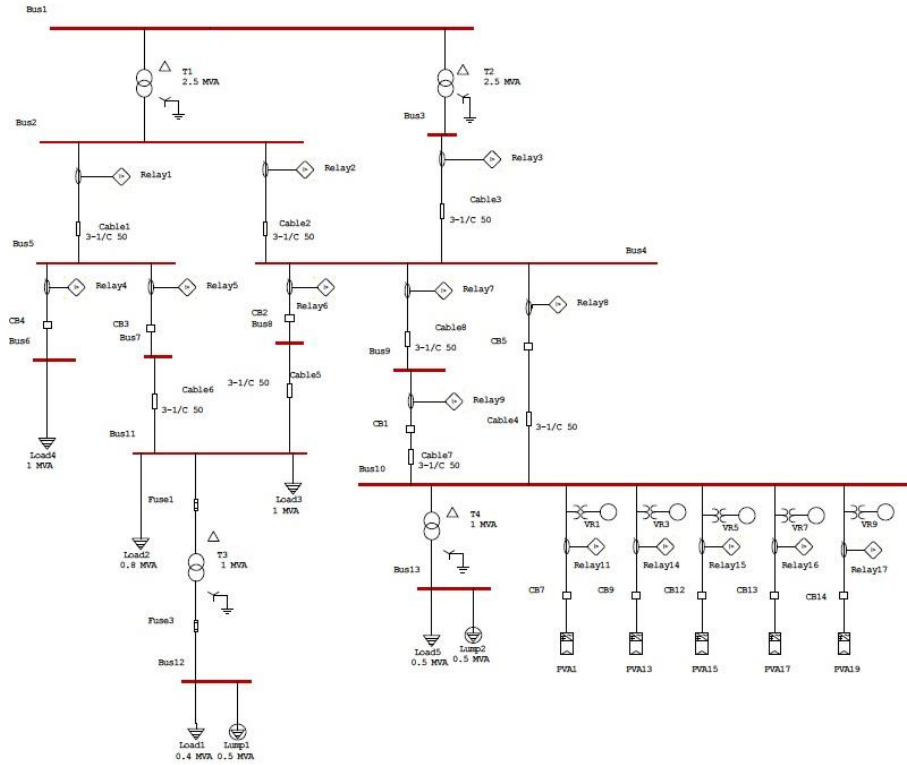 Bus1
T1
2.5 MVA
T2
2.5 MVA
Bus2
Bus3
Relay1
Relay2
Relay3
Cable1
3-1/C 50
Cable2
3-1/C 50
Cable3
3-1/C 50
Bus5
Bus4
Relay4
Relay5
Relay6
Relay7
Relay8
CB4
Bus6
CB3
Bus7
CB2
Bus8
Cable8
3-1/C 50
CB5
Bus9
Cable6
3-1/C 50
3-1/C 50
Cable5
Relay9
CB1
Cable4
3-1/C 50
Load4
1 MVA
Bus11
Cable7
3-1/C 50
Bus10
Fuse1
Load3
1 MVA
T4
1 MVA
VR1
VR3
VR5
VR7
VR9
Load2
0.8 MVA
T3
1 MVA
Bus13
Relay11
Relay14
Relay15
Relay16
Relay17
CB7
CB9
CB12
CB13
CB14
Fuse3
Load5
0.5 MVA
Lump2
0.5 MVA
PVA1
PVA13
PVA15
PVA17
PVA19
Bus12
Load1
0.4 MVA
Lump1
0.5 MVA